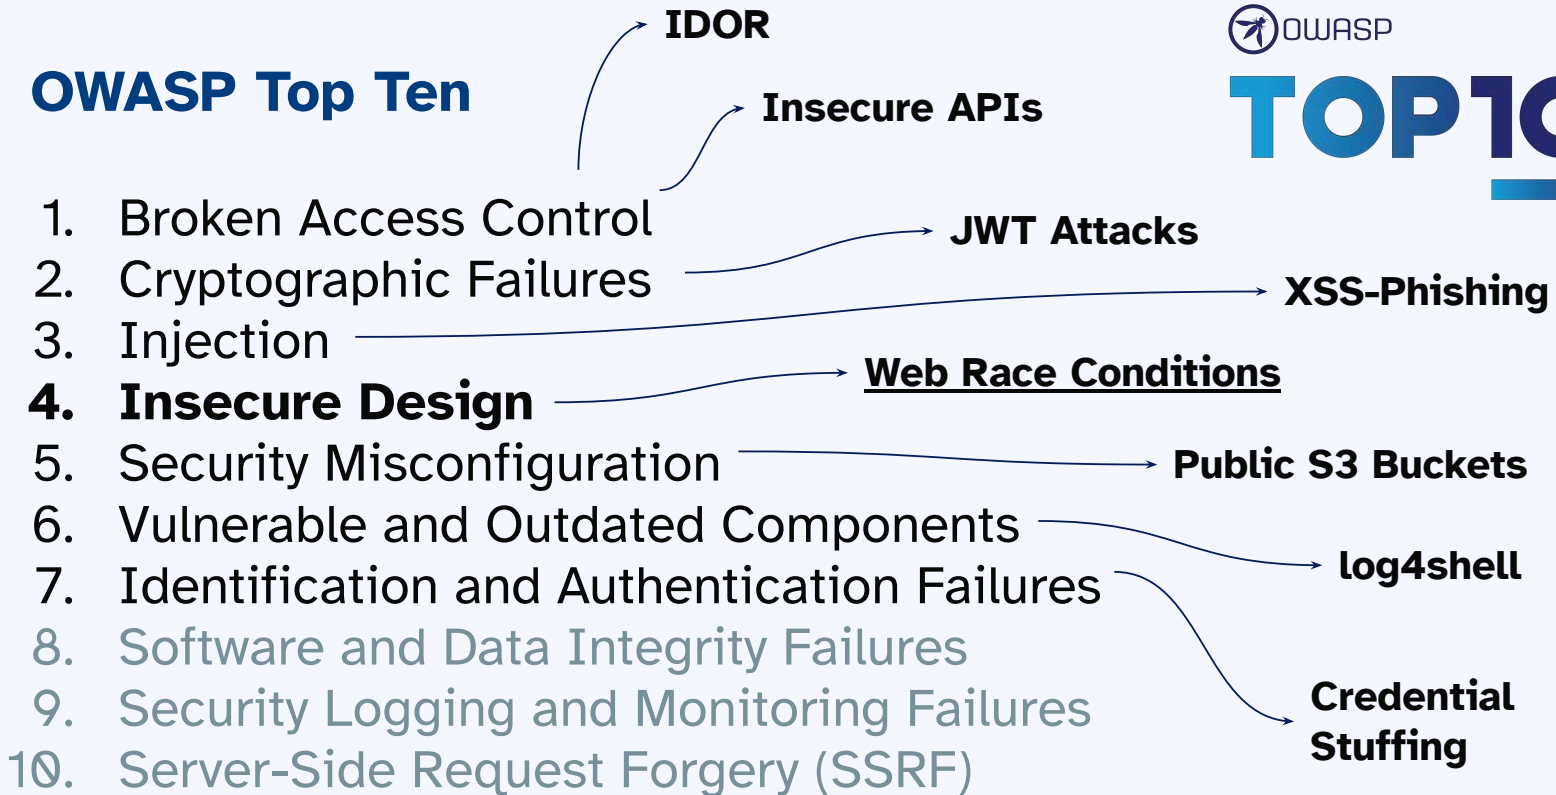 IDOR
OWASP
OWASP Top Ten
Insecure APIs
TOP10
1. Broken Access Control
JWT Attacks
2. Cryptographic Failures
XSS-Phishing
3. Injection
Web Race Conditions
4. Insecure Design
5. Security Misconfiguration
Public S3 Buckets
6. Vulnerable and Outdated Components
log4shell
7. Identification and Authentication Failures
8. Software and Data Integrity Failures
9. Security Logging and Monitoring Failures
Credential
Stuffing
10. Server-Side Request Forgery (SSRF)